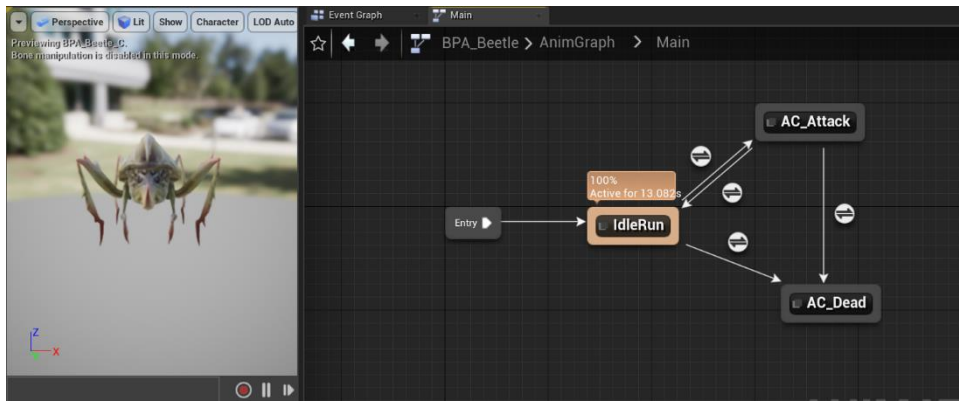 Perspective Lit Show Character LOD Auto
Previewing BPA_Beetle_C.
Bone manipulation is disabled in this mode.
Z
X
Event Graph
Main
BPA_Beetle > AnimGraph > Main
AC_Attack
100%
Active for 13.082s
Entry
IdleRun
AC_Dead